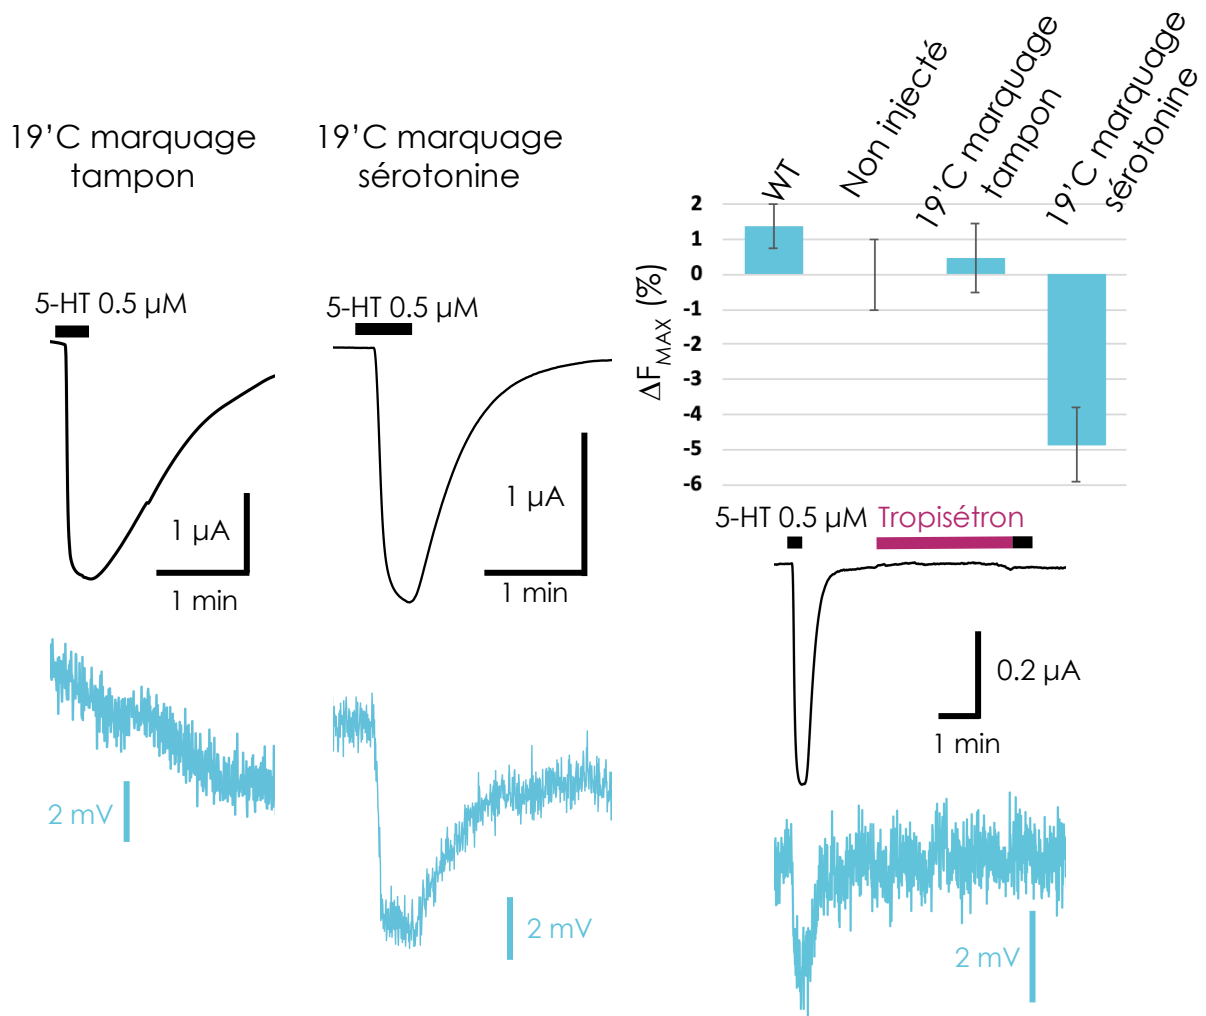 19’C marquage
tampon
19’C marquage
sérotonine
5-HT 0.5 µM
5-HT 0.5 µM
1 µA
1 min
1 µA
1 min
2 mV
2 mV
WT
Non injecté
19’C marquage
tampon
19’C marquage
sérotonine
2
1
0
-1
-2
-3
-4
-5
-6
ΔFMAX (%)
5-HT 0.5 µM Tropisétron
0.2 µA
1 min
2 mV